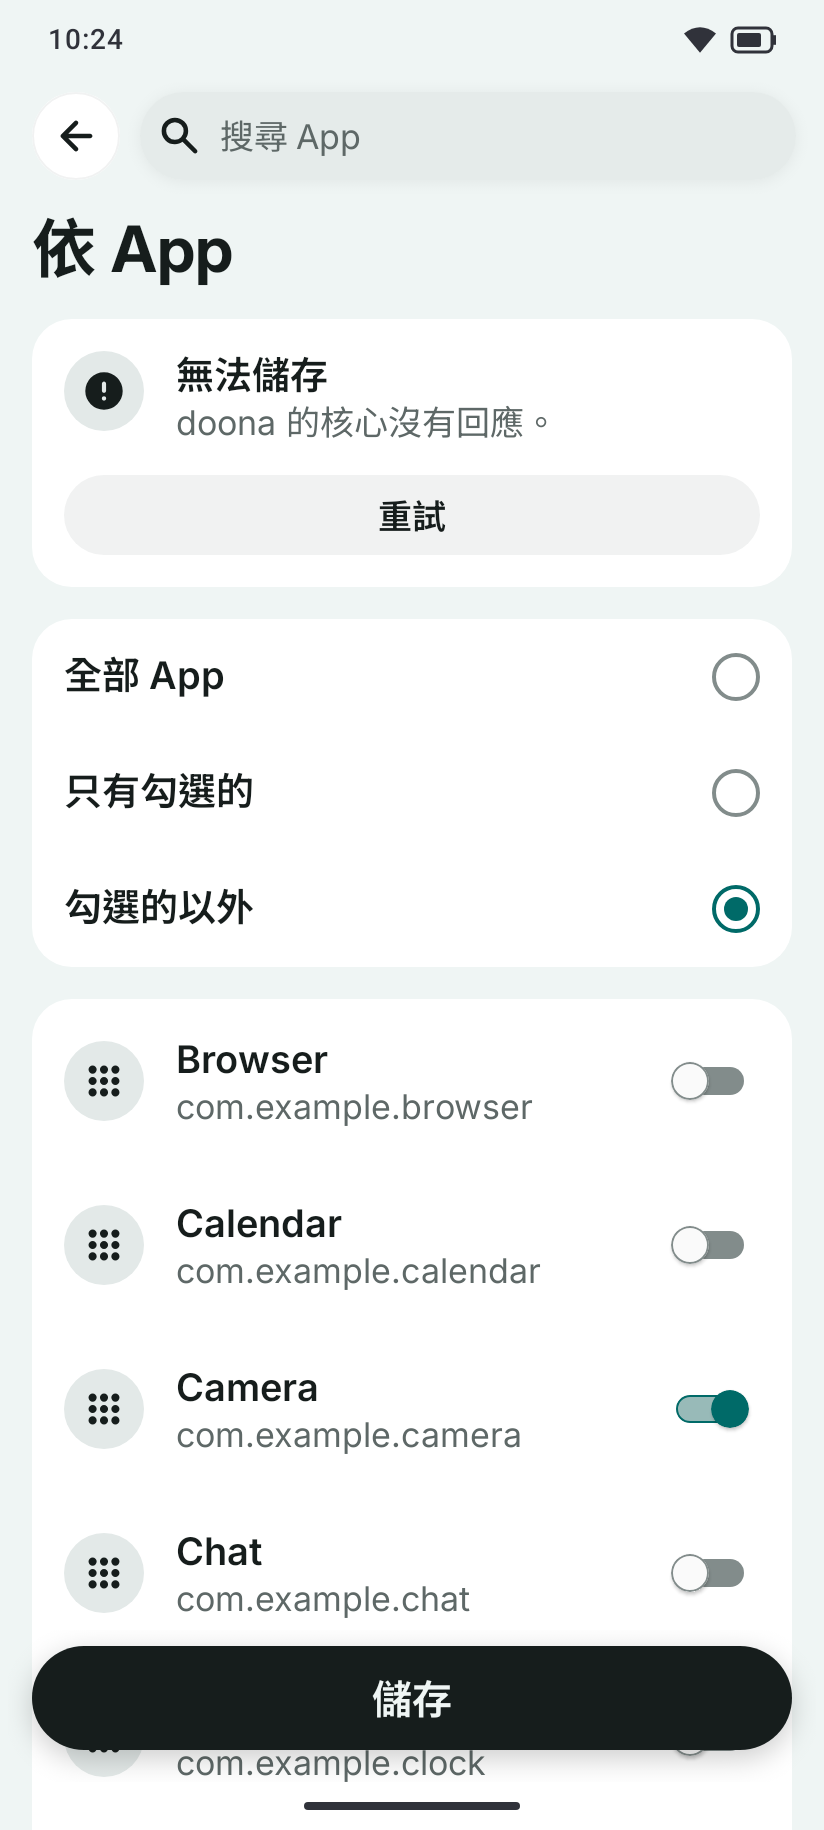 10:24
搜尋 App
依 App
無法儲存
doona 的核心沒有回應。
重試
全部 App
只有勾選的
勾選的以外
Browser
com.example.browser
Calendar
com.example.calendar
Camera
com.example.camera
Chat
com.example.chat
儲存
com.example.clock